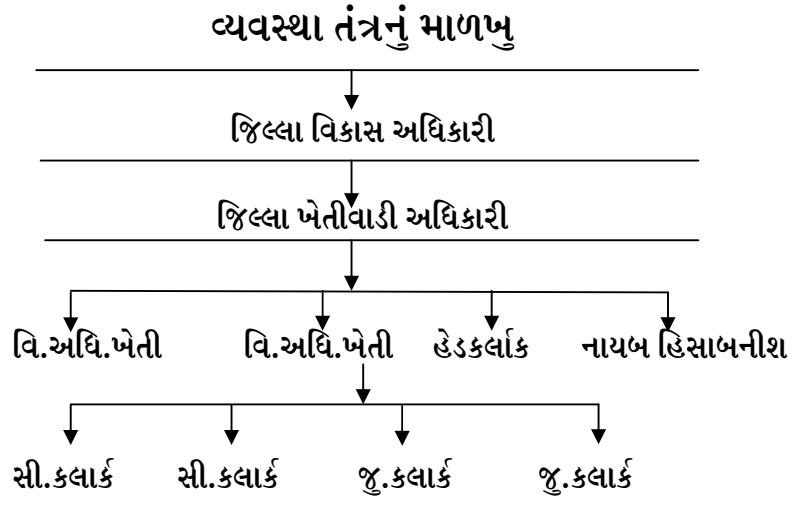 વ્યવસ્થા તંત્રનું માળખુ
જિલ્લા વિકાસ અધિકારી
જિલ્લા ખેતીવાડી અધિકારી
વિ.અધિ.ખેતી વિ.અધિ.ખેતી હેડકર્લાક નાયબ હિસાબનીશ
સી.કલાર્ક સી.કલાર્ક જુ.કલાર્ક જુ.કલાર્ક